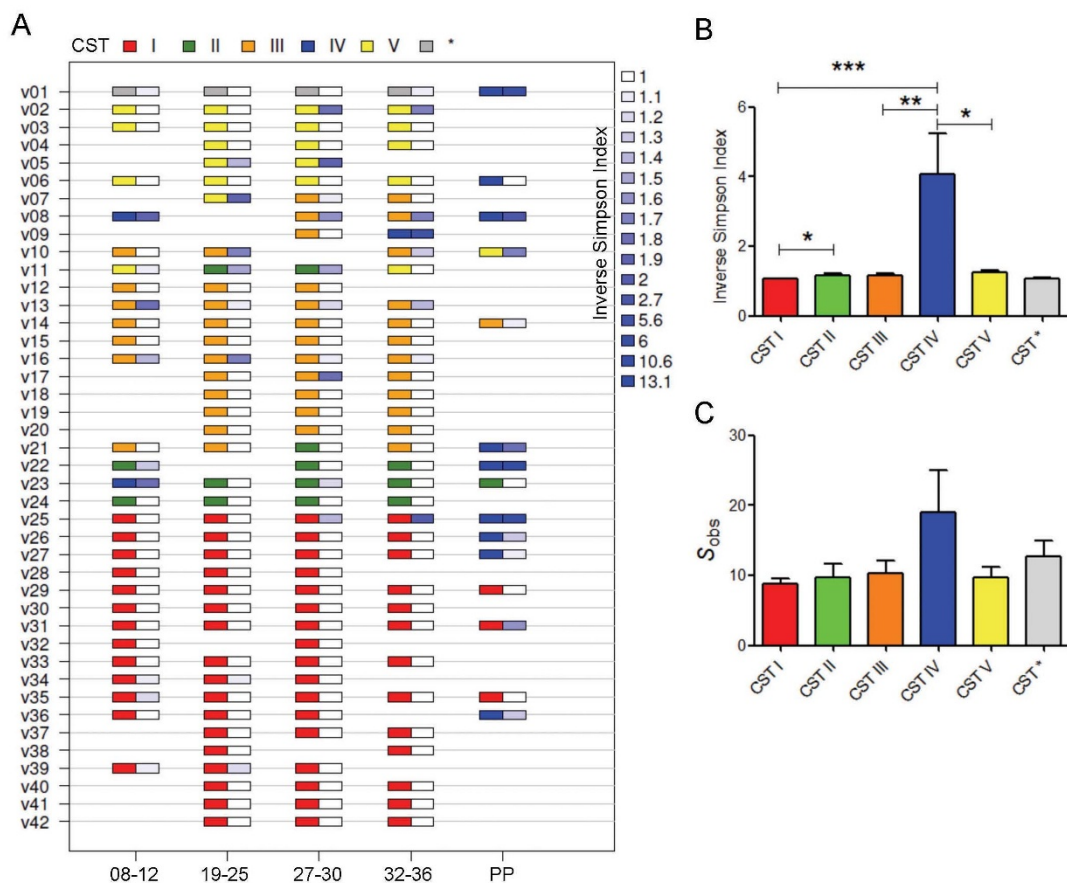 A
CST I II III IV V *
v01
v02
v03
v04
v05
v06
v07
v08
v09
v10
v11
v12
v13
v14
v15
v16
v17
v18
v19
v20
v21
v22
v23
v24
v25
v26
v27
v28
v29
v30
v31
v32
v33
v34
v35
v36
v37
v38
v39
v40
v41
v42
08-12 19-25 27-30 32-36 PP
Inverse Simpson Index
1
1.1
1.2
1.3
1.4
1.5
1.6
1.7
1.8
1.9
2
2.7
5.6
6
10.6
13.1
B
***
**
*
*
Inverse Simpson Index
6
4
2
0
CST I CST II CST III CST IV CST V CST *
C
S obs
30
20
10
0
CST I CST II CST III CST IV CST V CST *